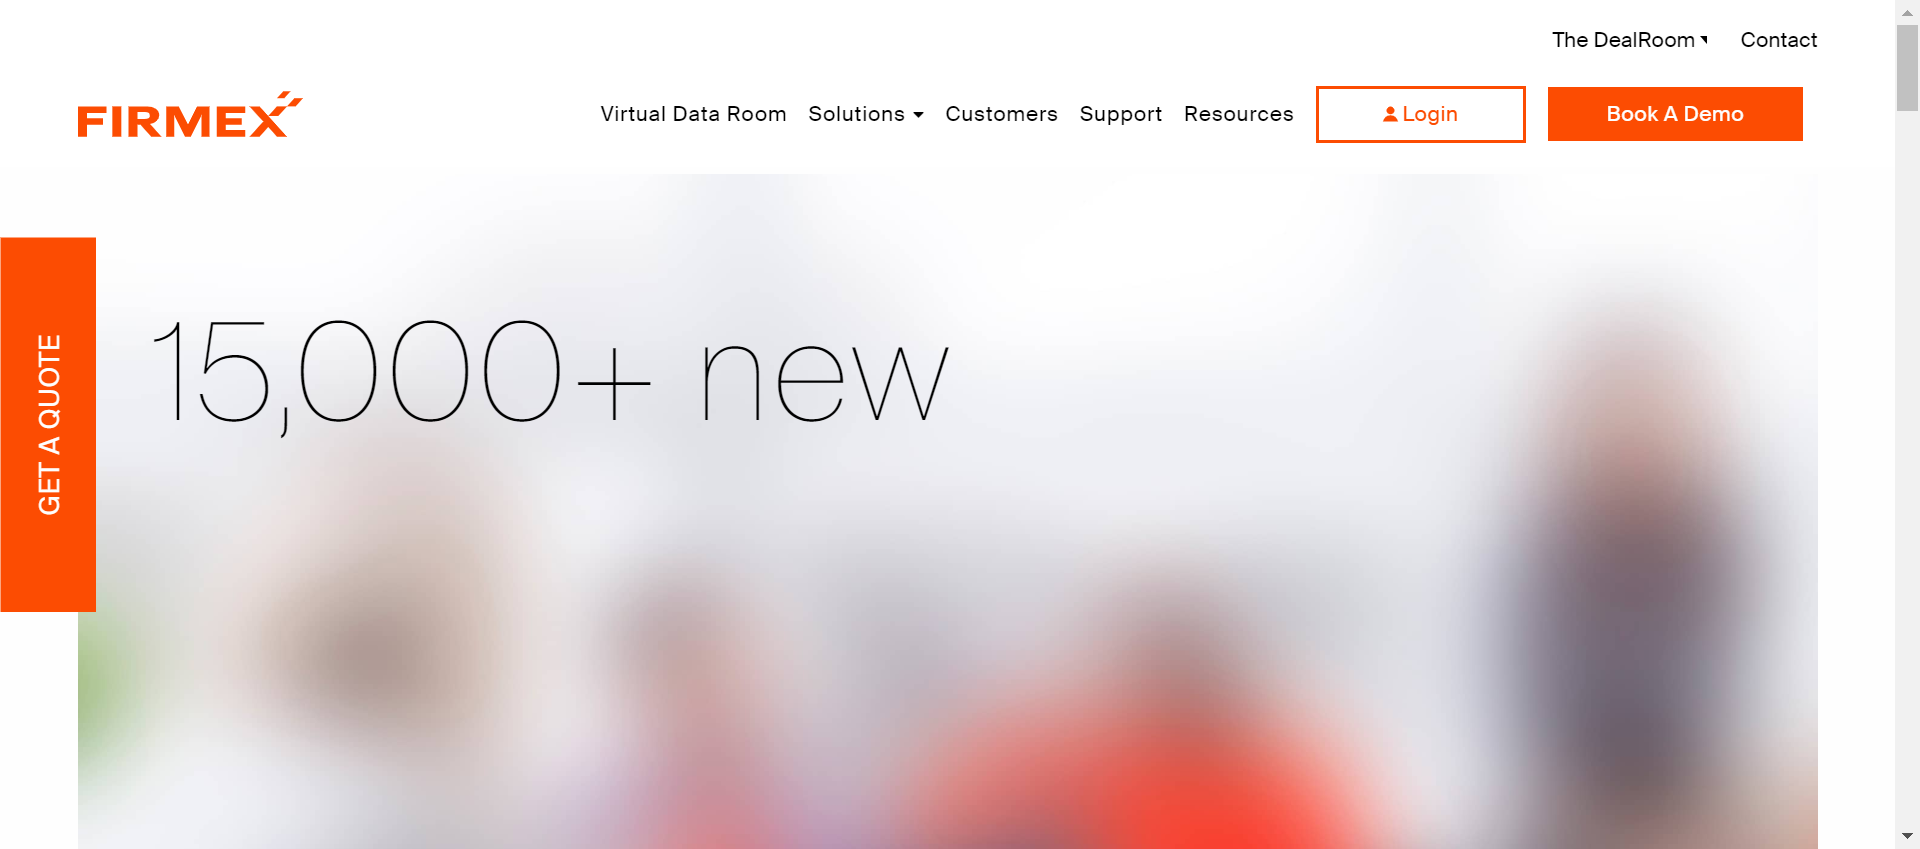 The DealRoom Contact
FIRMEX Virtual Data Room Solutions Customers Support Resources Login Book A Demo
GET A QUOTE
15,000+ new